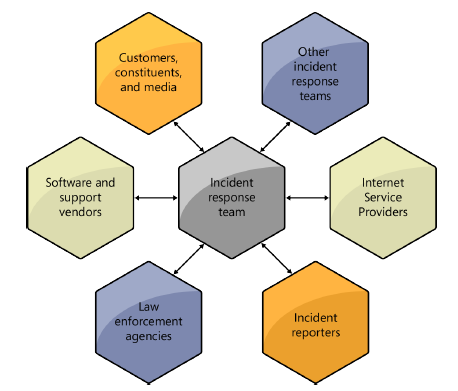 Customers,
constituents,
and media
Other
incident
response
teams
Software and
support
vendors
Incident
response
team
Internet
Service
Providers
Law
enforcement
agencies
Incident
reporters